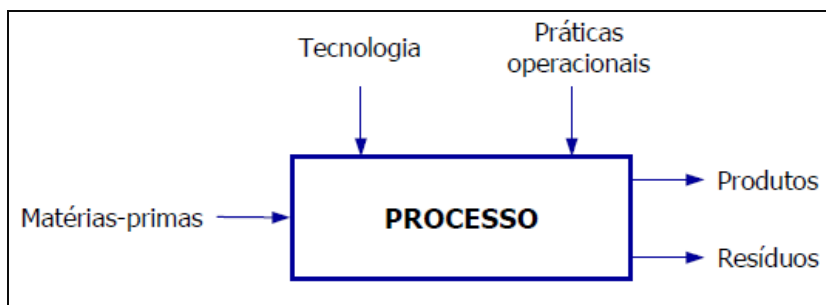 Tecnologia
Práticas
operacionais
Matérias-primas
PROCESSO
Produtos
Resíduos